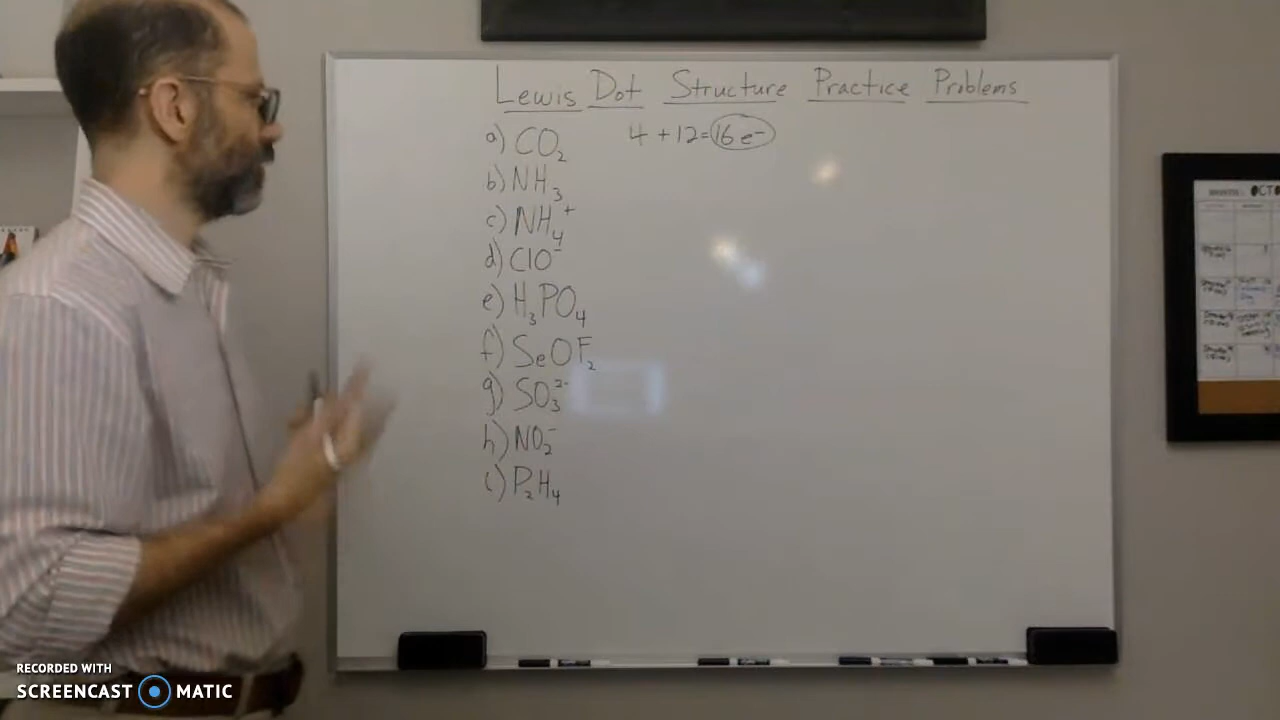 Lewis Dot Structure Practice Problems
a) CO₂ 4 + 12 = 16 e⁻
b) NH₃
c) NH₄⁺
d) ClO⁻
e) H₃PO₄
f) SeOF₂
g) SO₃²⁻
h) NO₂⁻
i) P₂H₄
OCTO
RECORDED WITH
SCREENCAST MATIC